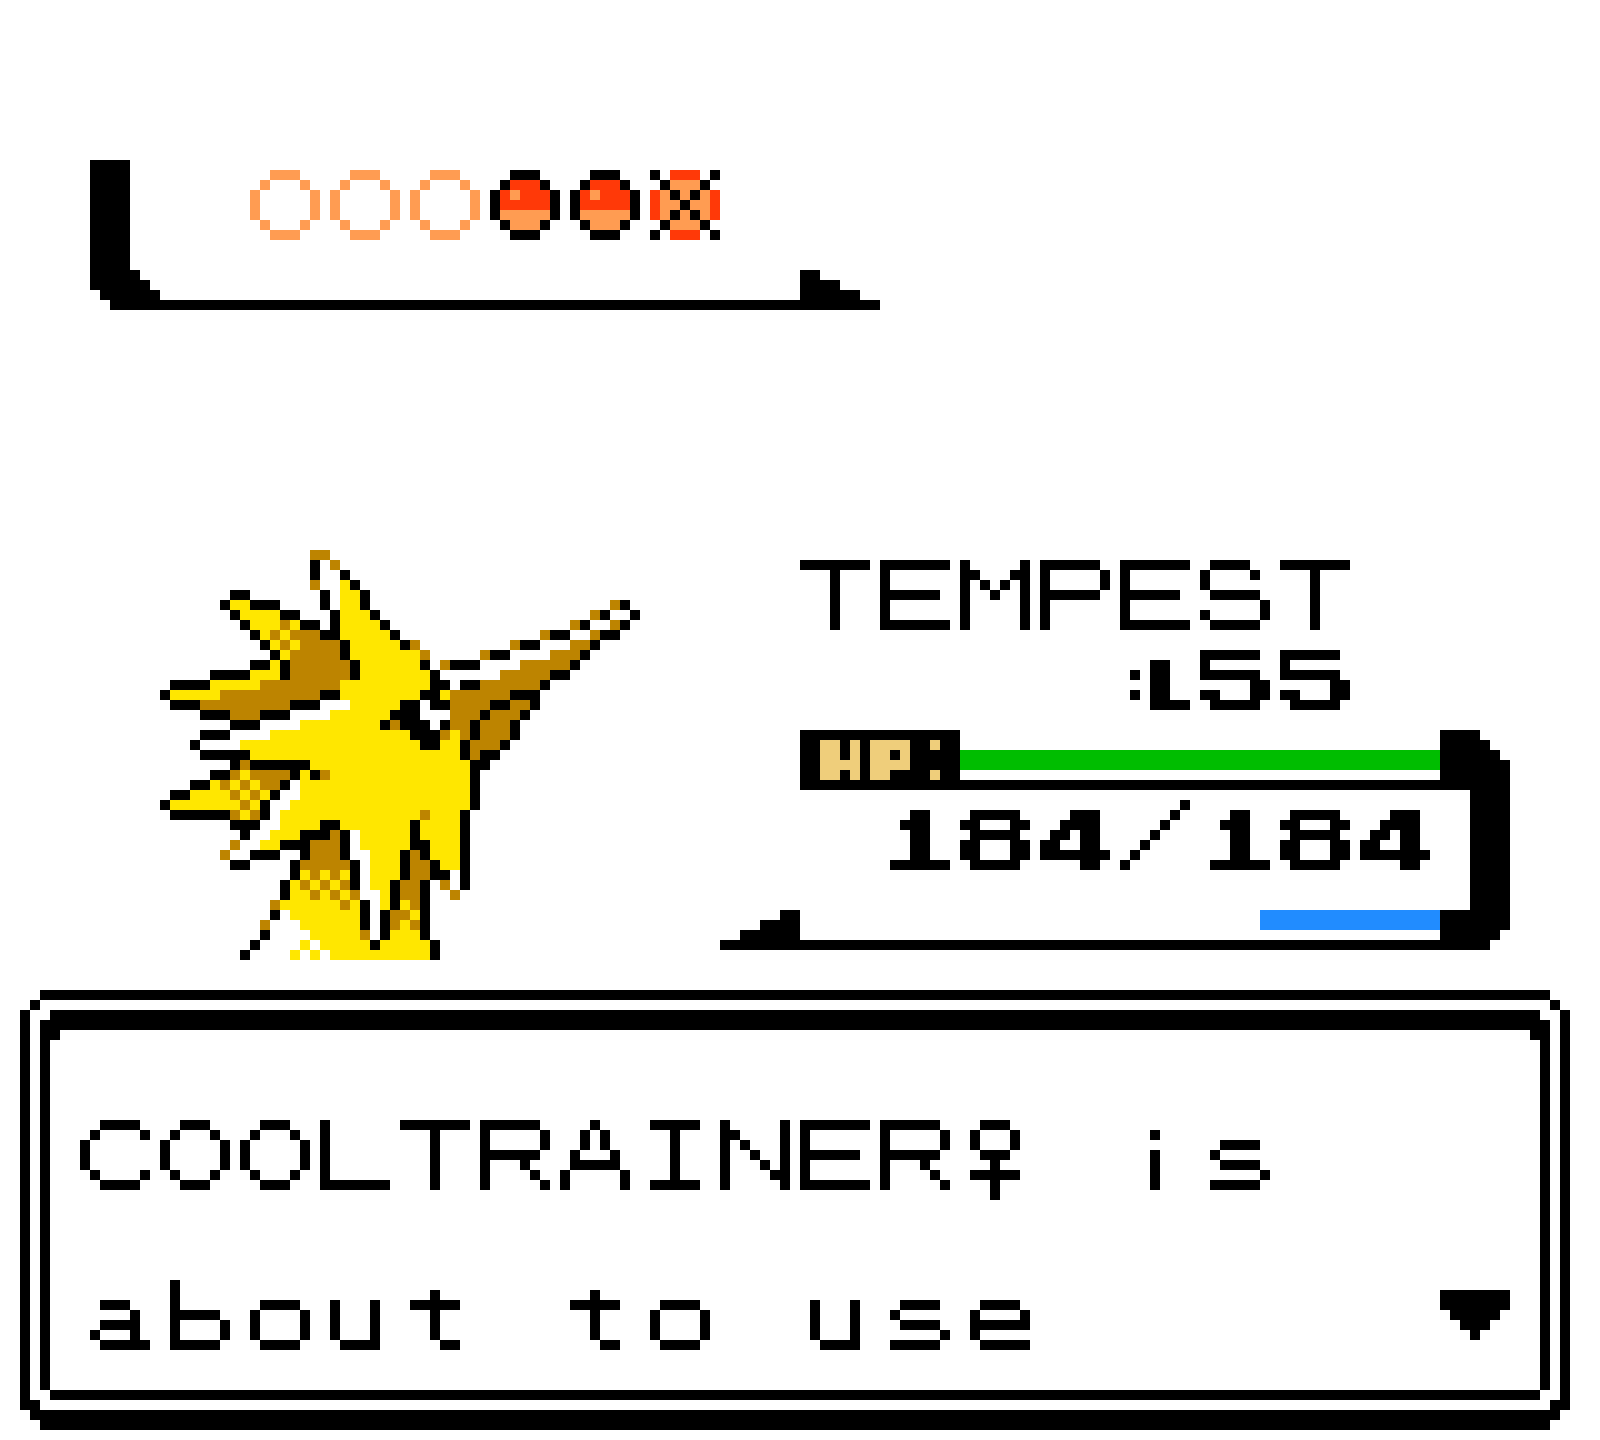 TEMPEST
:L55
HP:
184/184
COOLTRAINER♀ is
about to use